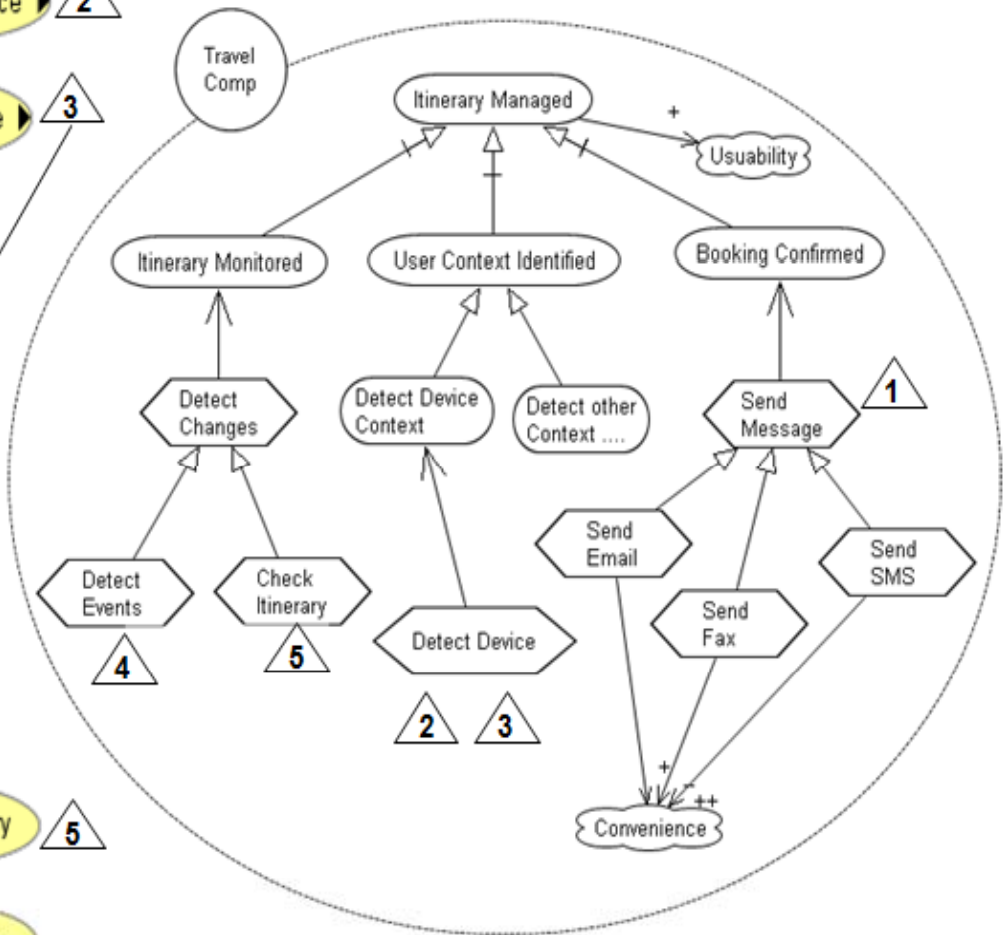 2
3
Travel
Comp
Itinerary Managed
+
Usuability
Itinerary Monitored
User Context Identified
Booking Confirmed
Detect
Changes
Detect Device
Context
Detect other
Context ....
Send
Message
1
Detect
Events
Check
Itinerary
Send
Email
Send
SMS
Send
Fax
Detect Device
4
5
2
3
+
--
++
Convenience
5